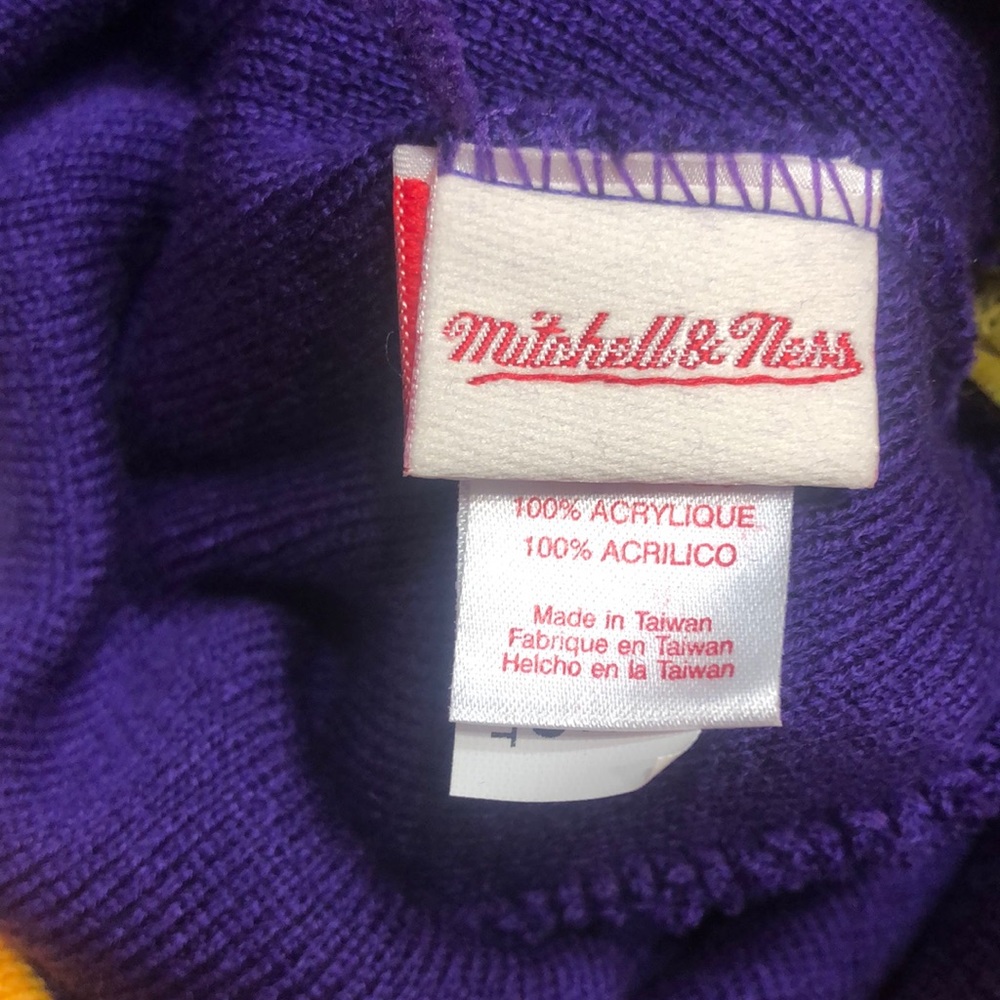 Mitchell & Ness
100% ACRYLIQUE
100% ACRILICO
Made in Taiwan
Fabrique en Taiwan
Helcho en la Taiwan